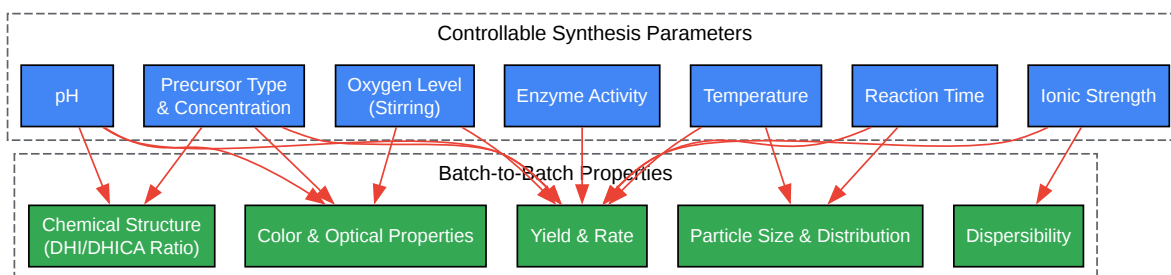 Controllable Synthesis Parameters
pH
Precursor Type
& Concentration
Oxygen Level
(Stirring)
Enzyme Activity
Temperature
Reaction Time
Ionic Strength
Batch-to-Batch Properties
Chemical Structure
(DHI/DHICA Ratio)
Color & Optical Properties
Yield & Rate
Particle Size & Distribution
Dispersibility